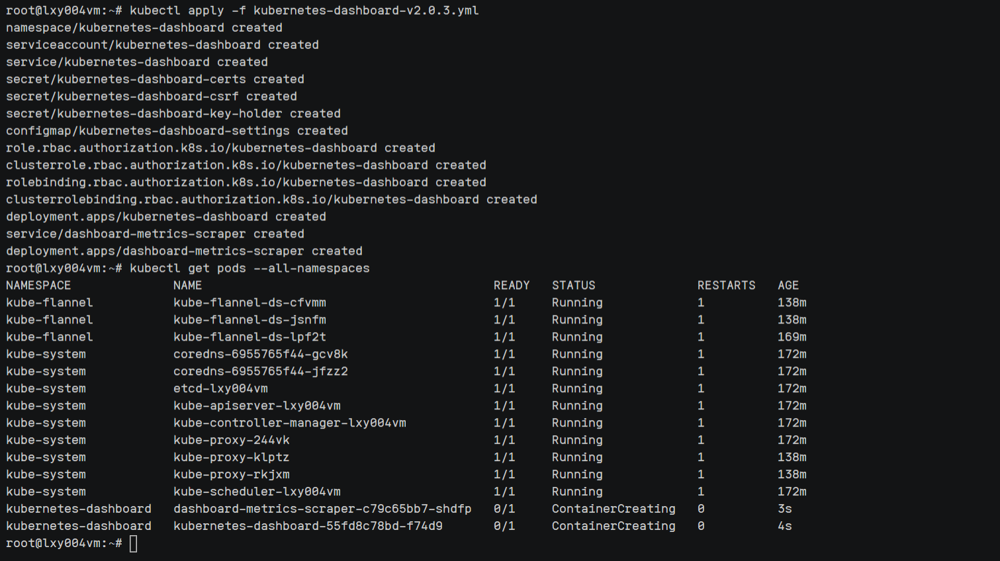 root@lxy004vm:~# kubectl apply -f kubernetes-dashboard-v2.0.3.yml
namespace/kubernetes-dashboard created
serviceaccount/kubernetes-dashboard created
service/kubernetes-dashboard created
secret/kubernetes-dashboard-certs created
secret/kubernetes-dashboard-csrf created
secret/kubernetes-dashboard-key-holder created
configmap/kubernetes-dashboard-settings created
role.rbac.authorization.k8s.io/kubernetes-dashboard created
clusterrole.rbac.authorization.k8s.io/kubernetes-dashboard created
rolebinding.rbac.authorization.k8s.io/kubernetes-dashboard created
clusterrolebinding.rbac.authorization.k8s.io/kubernetes-dashboard created
deployment.apps/kubernetes-dashboard created
service/dashboard-metrics-scraper created
deployment.apps/dashboard-metrics-scraper created
root@lxy004vm:~# kubectl get pods --all-namespaces
NAMESPACE NAME READY STATUS RESTARTS AGE
kube-flannel kube-flannel-ds-cfvmm 1/1 Running 1 138m
kube-flannel kube-flannel-ds-jsnfm 1/1 Running 1 138m
kube-flannel kube-flannel-ds-lpf2t 1/1 Running 1 169m
kube-system coredns-6955765f44-gcv8k 1/1 Running 1 172m
kube-system coredns-6955765f44-jfzz2 1/1 Running 1 172m
kube-system etcd-lxy004vm 1/1 Running 1 172m
kube-system kube-apiserver-lxy004vm 1/1 Running 1 172m
kube-system kube-controller-manager-lxy004vm 1/1 Running 1 172m
kube-system kube-proxy-244vk 1/1 Running 1 172m
kube-system kube-proxy-klptz 1/1 Running 1 138m
kube-system kube-proxy-rkjxm 1/1 Running 1 138m
kube-system kube-scheduler-lxy004vm 1/1 Running 1 172m
kubernetes-dashboard dashboard-metrics-scraper-c79c65bb7-shdfp 0/1 ContainerCreating 0 3s
kubernetes-dashboard kubernetes-dashboard-55fd8c78bd-f74d9 0/1 ContainerCreating 0 4s
root@lxy004vm:~#